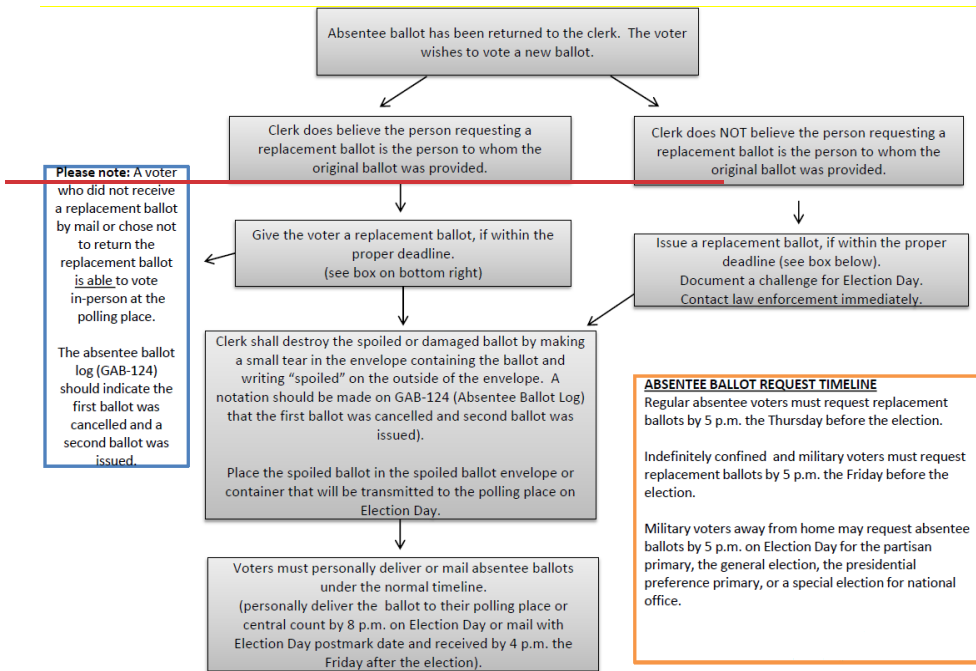 Absentee ballot has been returned to the clerk.  The voter
wishes to vote a new ballot.
Clerk does believe the person requesting a
replacement ballot is the person to whom the
original ballot was provided.
Clerk does NOT believe the person requesting a
replacement ballot is the person to whom the
original ballot was provided.
Please note: A voter
who did not receive
a replacement ballot
by mail or chose not
to return the
replacement ballot
is able to vote
in-person at the
polling place.
The absentee ballot
log (GAB-124)
should indicate the
first ballot was
cancelled and a
second ballot was
issued.
Give the voter a replacement ballot, if within the
proper deadline.
(see box on bottom right)
Issue a replacement ballot, if within the proper
deadline (see box below).
Document a challenge for Election Day.
Contact law enforcement immediately.
Clerk shall destroy the spoiled or damaged ballot by making
a small tear in the envelope containing the ballot and
writing “spoiled” on the outside of the envelope.  A
notation should be made on GAB-124 (Absentee Ballot Log)
that the first ballot was cancelled and second ballot was
issued).
Place the spoiled ballot in the spoiled ballot envelope or
container that will be transmitted to the polling place on
Election Day.
ABSENTEE BALLOT REQUEST TIMELINE
Regular absentee voters must request replacement
ballots by 5 p.m. the Thursday before the election.
Indefinitely confined  and military voters must request
replacement ballots by 5 p.m. the Friday before the
election.
Military voters away from home may request absentee
ballots by 5 p.m. on Election Day for the partisan
primary, the general election, the presidential
preference primary, or a special election for national
office.
Voters must personally deliver or mail absentee ballots
under the normal timeline.
(personally deliver the  ballot to their polling place or
central count by 8 p.m. on Election Day or mail with
Election Day postmark date and received by 4 p.m. the
Friday after the election).